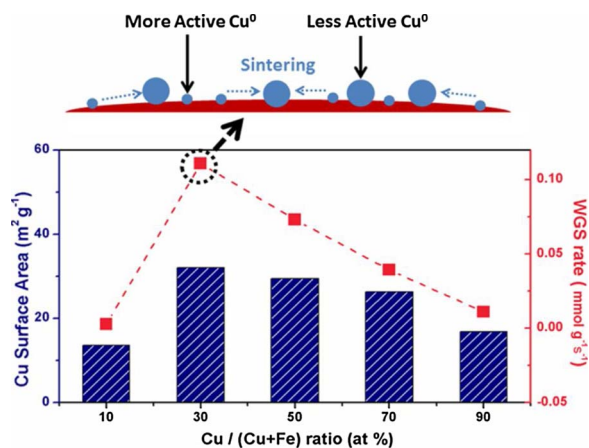 More Active Cu⁰
Less Active Cu⁰
Sintering
60
40
20
0
Cu Surface Area (m² g⁻¹)
0.10
0.05
0.00
-0.05
WGS rate ( mmol g⁻¹s⁻¹)
10 30 50 70 90
Cu / (Cu+Fe) ratio (at %)